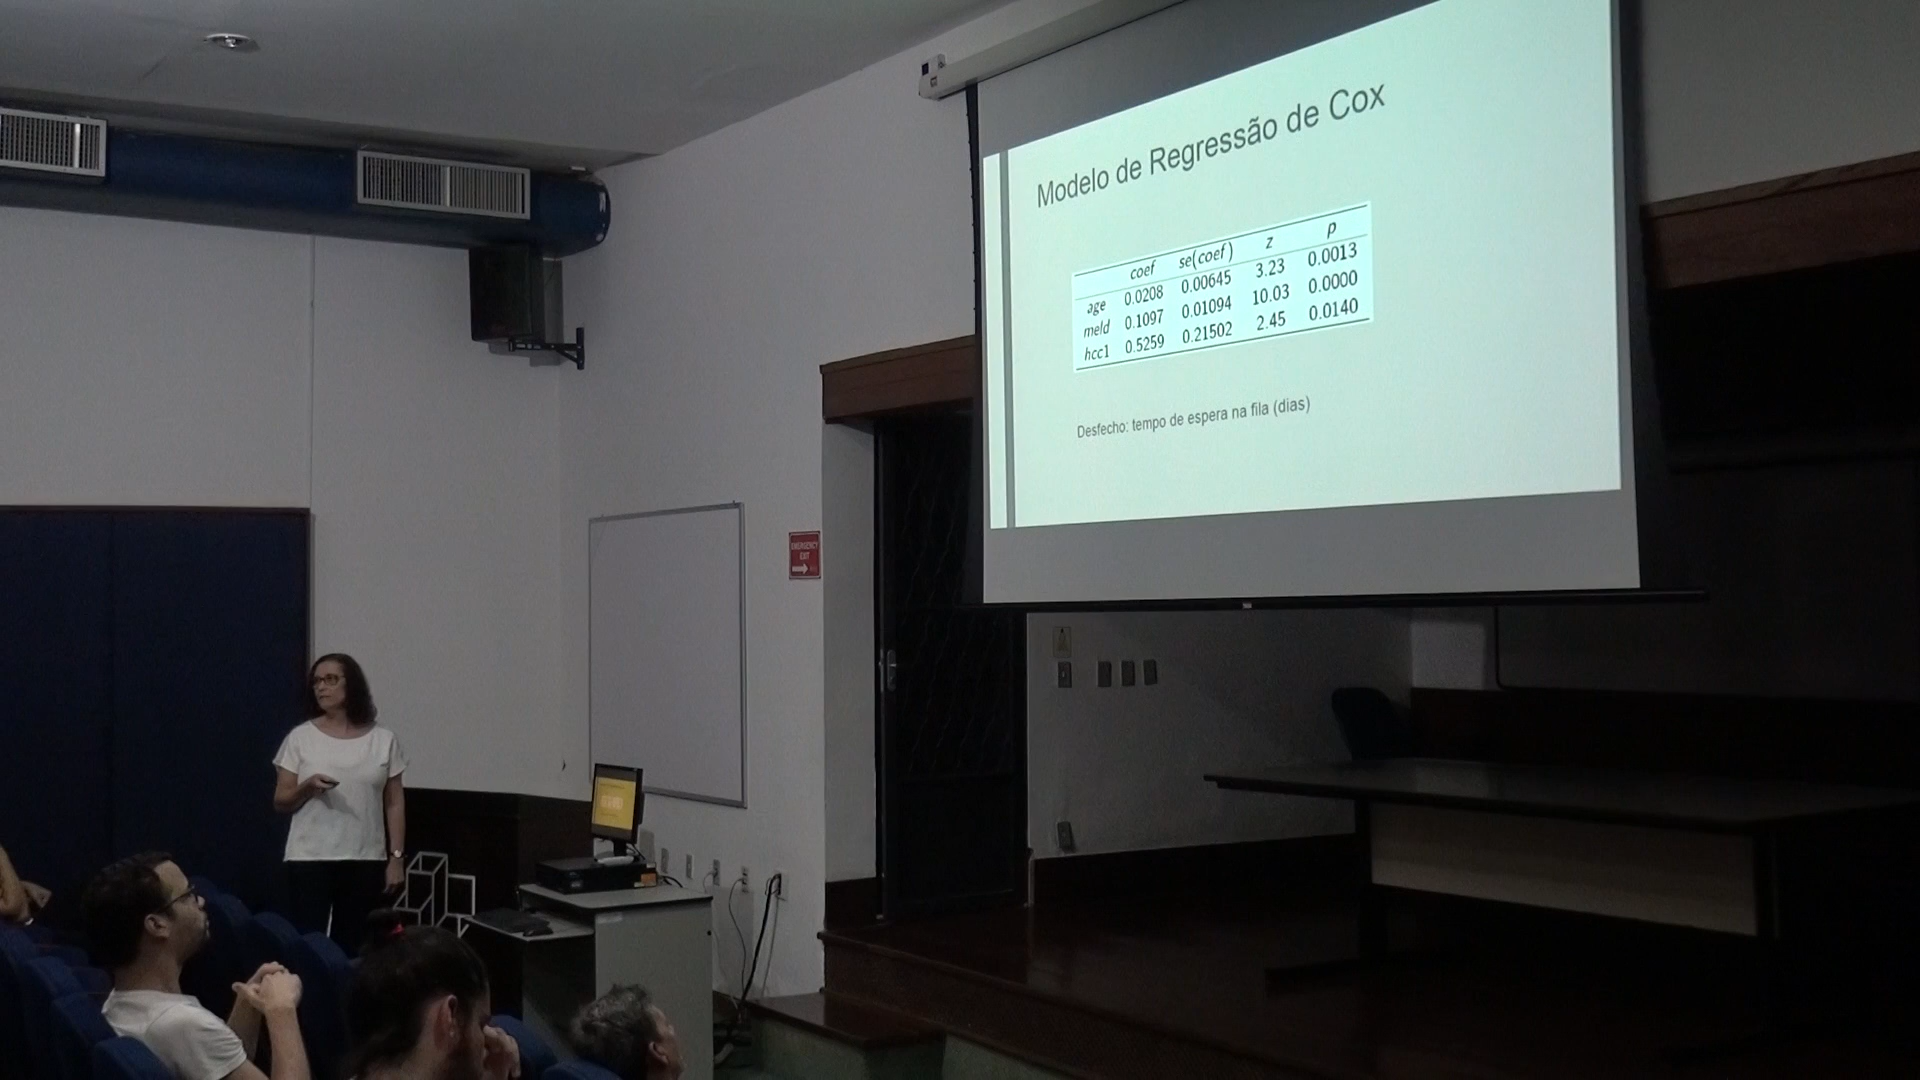 Modelo de Regressão de Cox
coef se(coef) z p
age 0.0208 0.00645 3.23 0.0013
meld 0.1097 0.01094 10.03 0.0000
hcc1 0.5259 0.21502 2.45 0.0140
Desfecho: tempo de espera na fila (dias)
EMERGENCY
EXIT